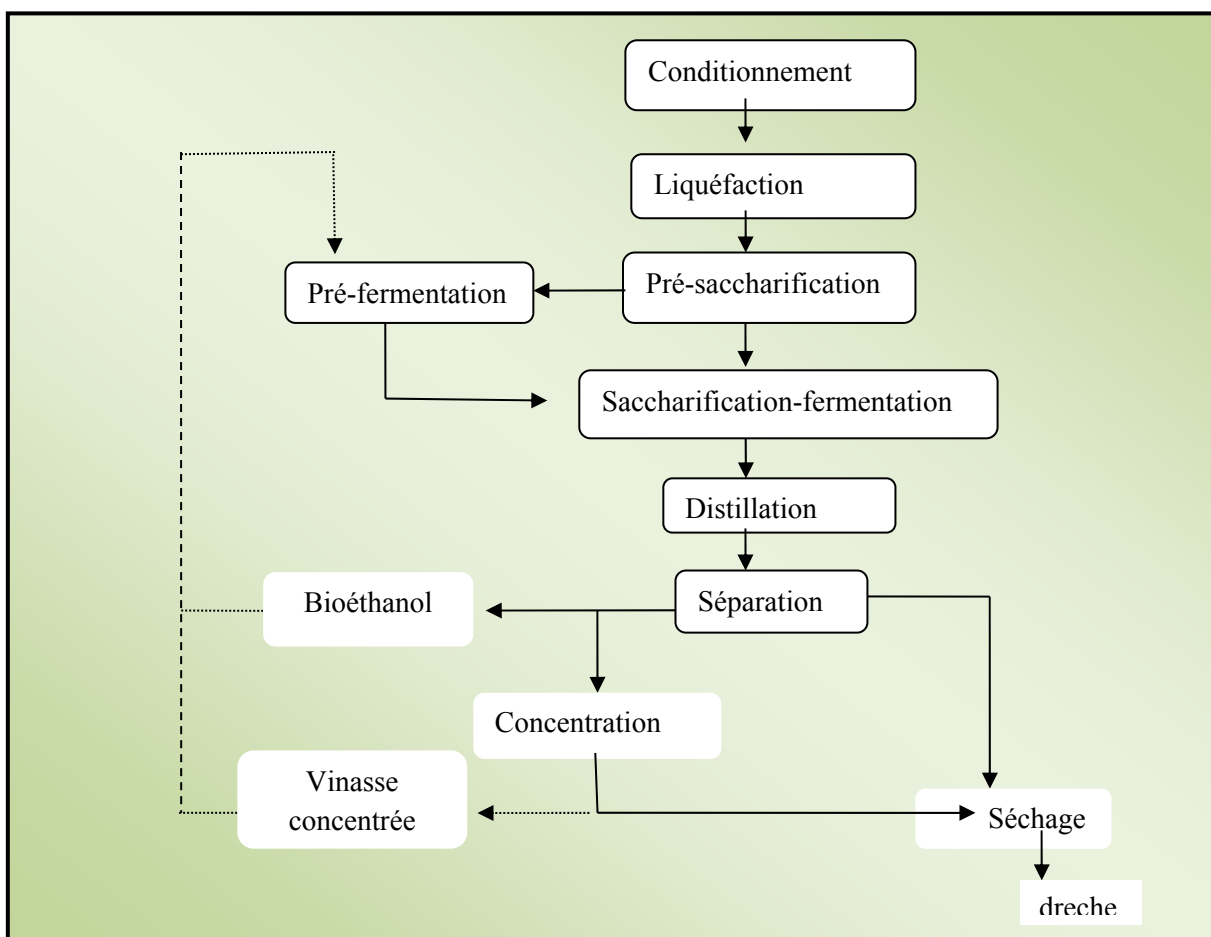 Conditionnement
Liquéfaction
Pré-saccharification
Pré-fermentation
Saccharification-fermentation
Distillation
Séparation
Bioéthanol
Concentration
Vinasse
concentrée
Séchage
dreche